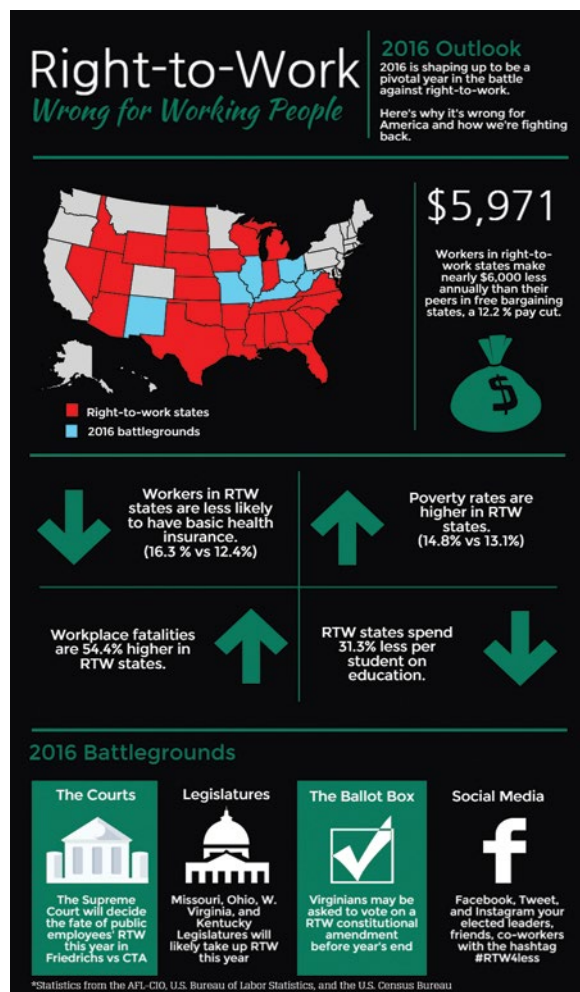 Right-to-Work
Wrong for Working People
2016 Outlook
2016 is shaping up to be a
pivotal year in the battle
against right-to-work.
Here's why it's wrong for
America and how we're fighting
back.
$5,971
Workers in right-to-
work states make
nearly $6,000 less
annually than their
peers in free bargaining
states, a 12.2 % pay cut.
$
Right-to-work states
2016 battlegrounds
Workers in RTW
states are less likely
to have basic health
insurance.
(16.3 % vs 12.4%)
Poverty rates are
higher in RTW
states.
(14.8% vs 13.1%)
Workplace fatalities
are 54.4% higher in
RTW states.
RTW states spend
31.3% less per
student on
education.
2016 Battlegrounds
The Courts
The Supreme
Court will decide
the fate of public
employees' RTW
this year in
Friedrichs vs CTA
Legislatures
Missouri, Ohio, W.
Virginia, and
Kentucky
Legislatures will
likely take up RTW
this year
The Ballot Box
Virginians may be
asked to vote on a
RTW constitutional
amendment
before year's end
Social Media
f
Facebook, Tweet,
and Instagram your
elected leaders,
friends, co-workers
with the hashtag
#RTW4less
*Statistics from the AFL-CIO, U.S. Bureau of Labor Statistics, and the U.S. Census Bureau